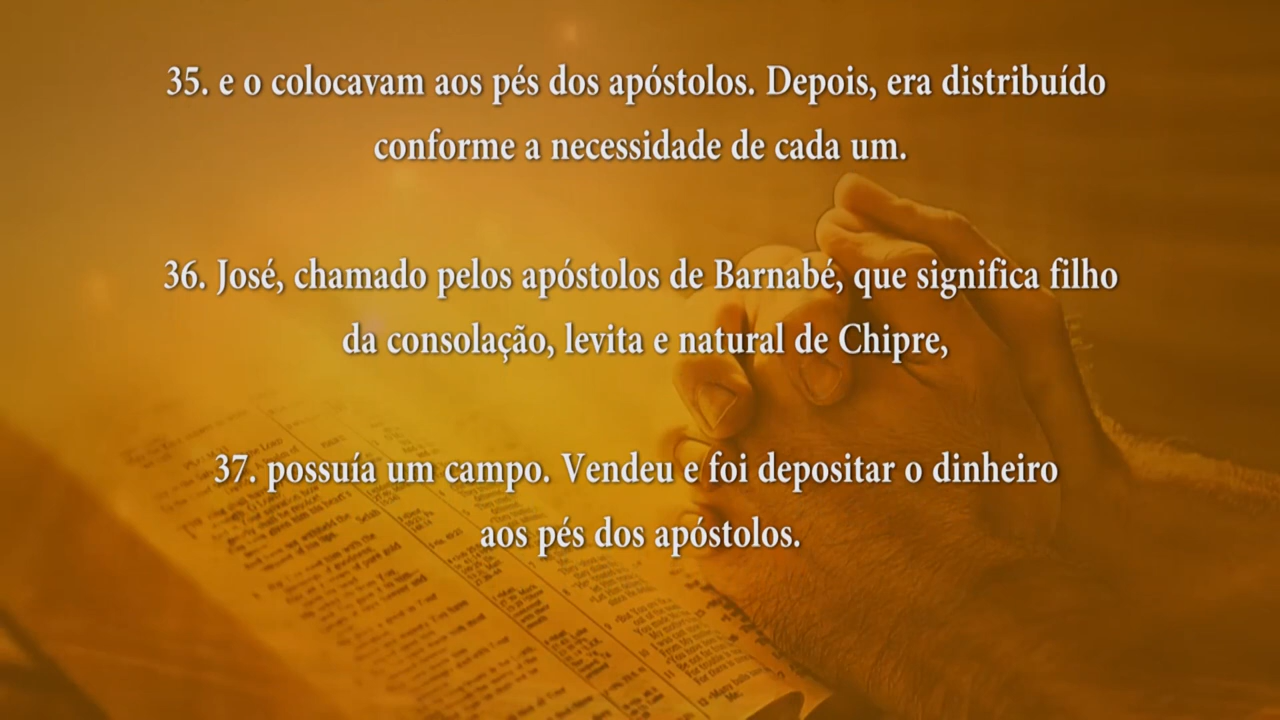 35. e o colocavam aos pés dos apóstolos. Depois, era distribuído
conforme a necessidade de cada um.
36. José, chamado pelos apóstolos de Barnabé, que significa filho
da consolação, levita e natural de Chipre,
37. possuía um campo. Vendeu e foi depositar o dinheiro
aos pés dos apóstolos.